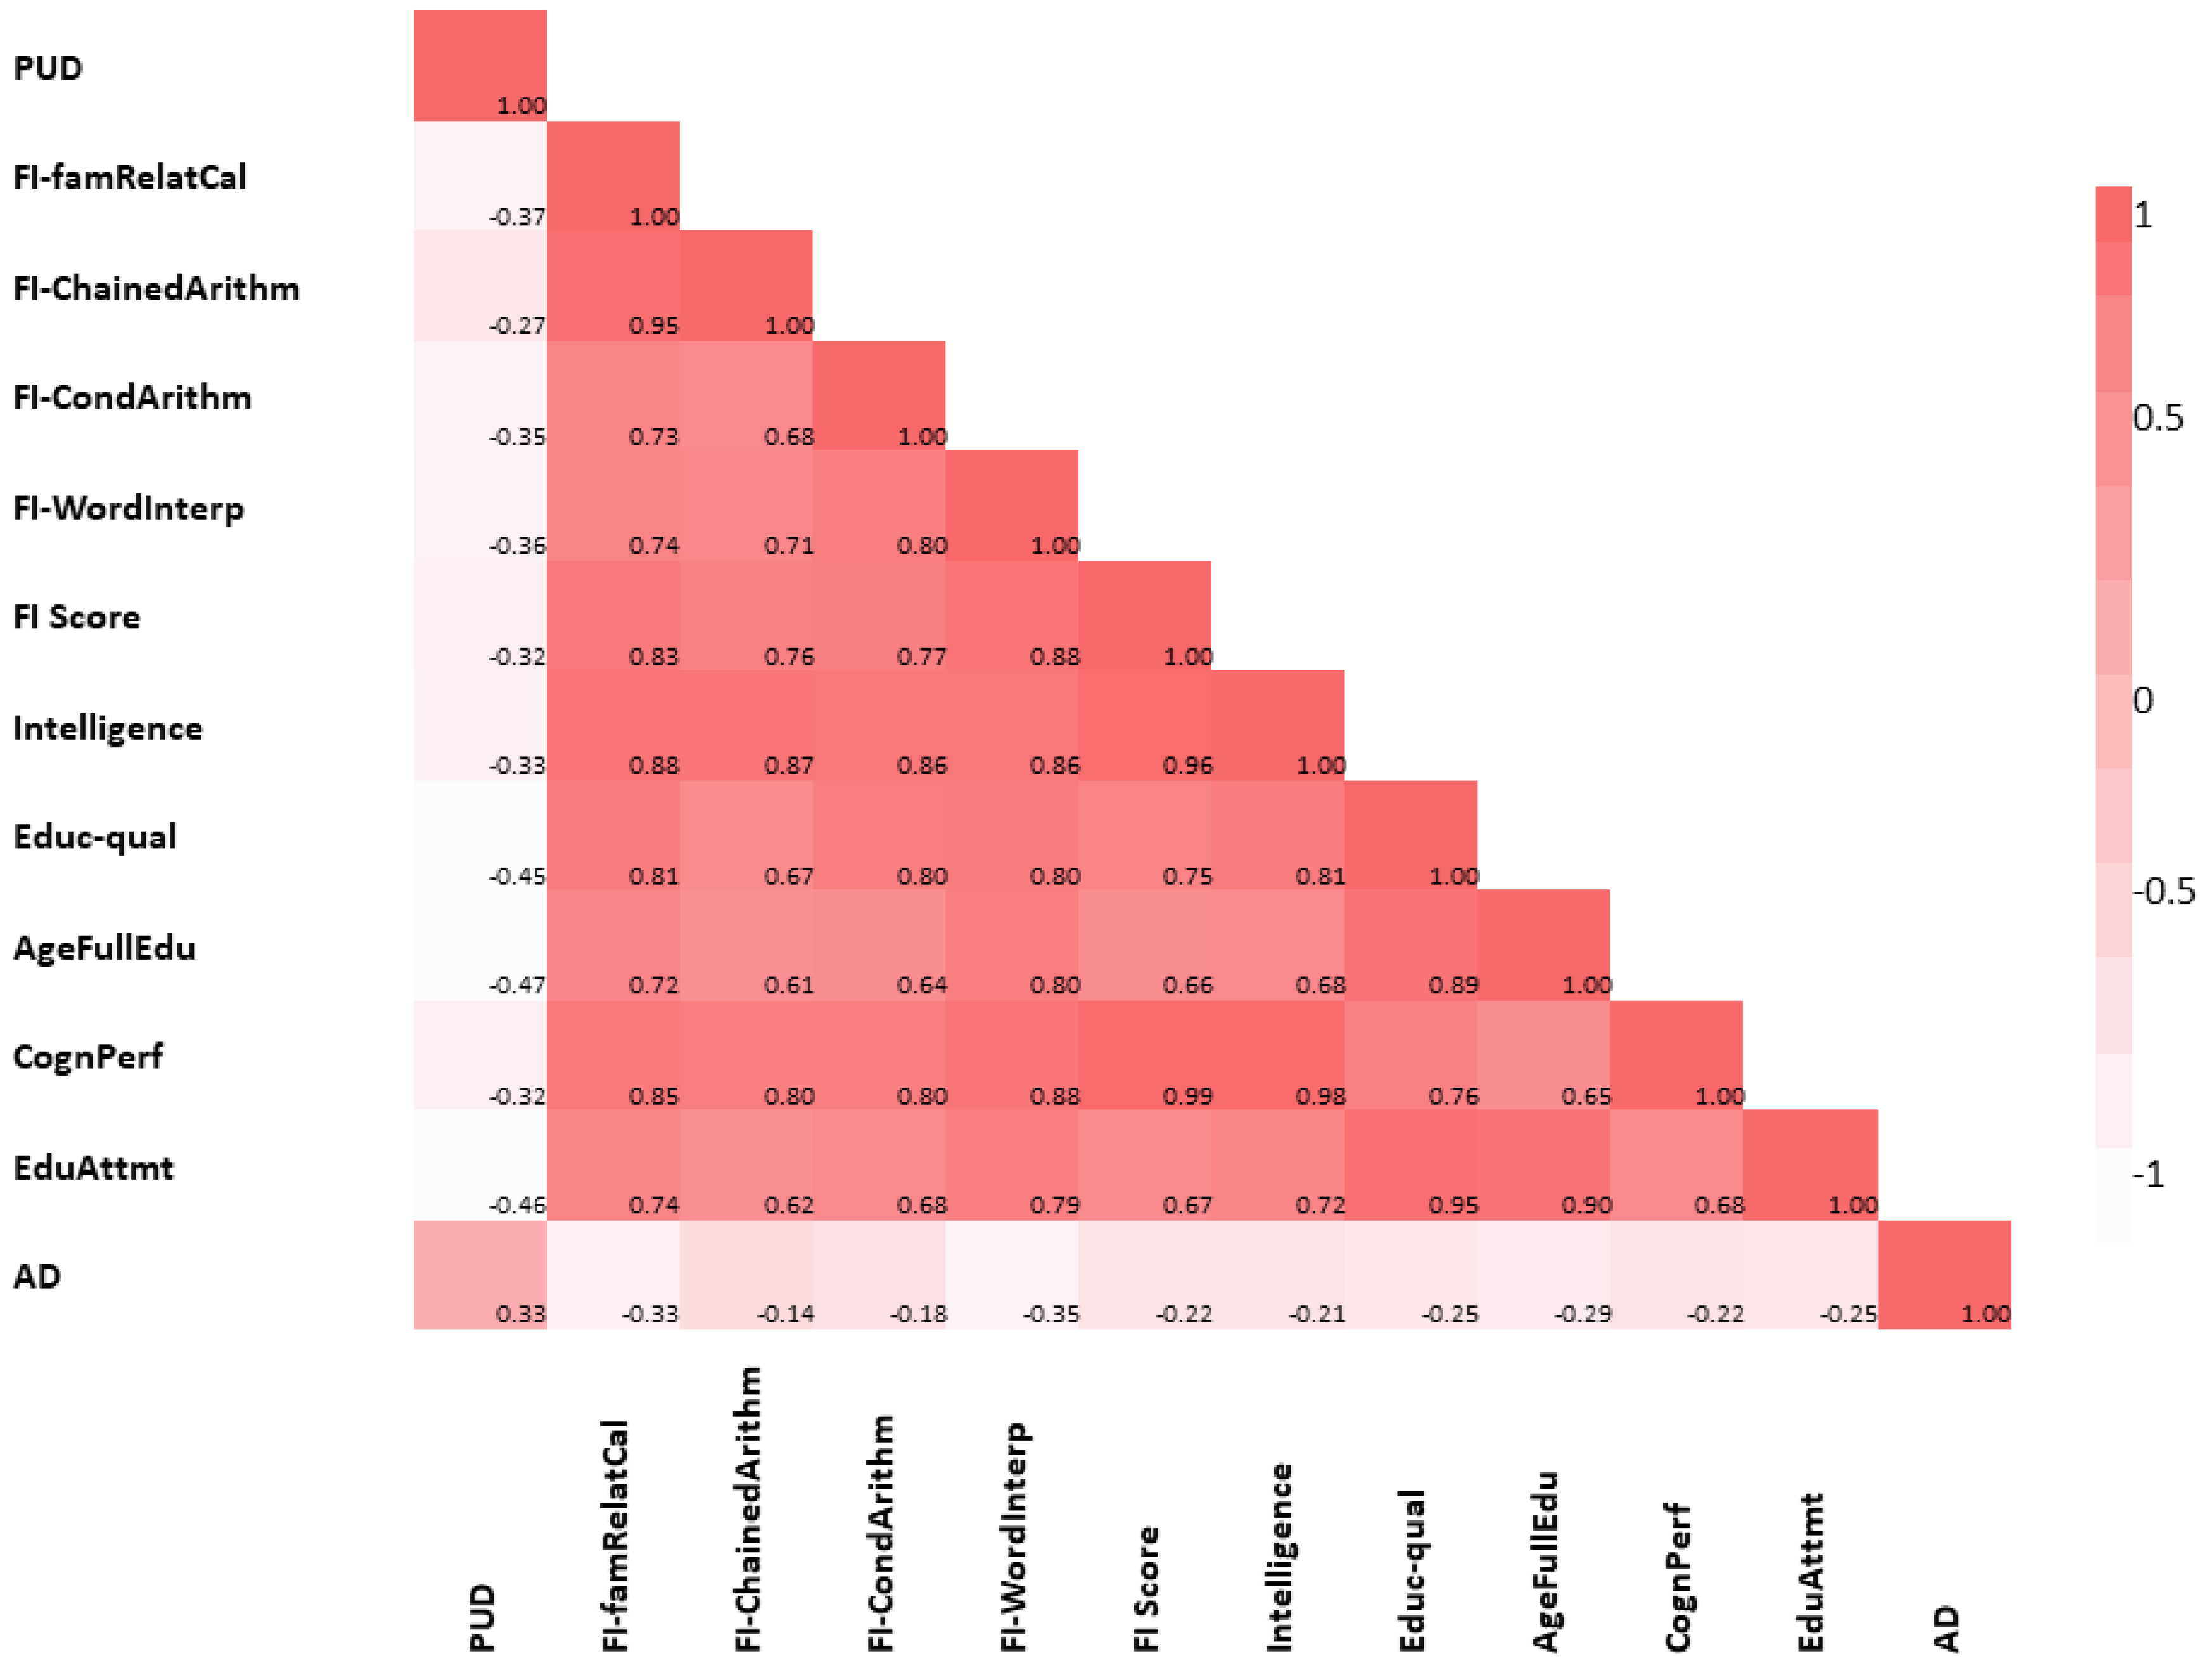 PUD
1.00
FI-famRelatCal
-0.37 1.00
FI-ChainedArithm
-0.27 0.95 1.00
FI-CondArithm
-0.35 0.73 0.68 1.00
FI-WordInterp
-0.36 0.74 0.71 0.80 1.00
FI Score
-0.32 0.83 0.76 0.77 0.88 1.00
Intelligence
-0.33 0.88 0.87 0.86 0.86 0.96 1.00
Educ-qual
-0.45 0.81 0.67 0.80 0.80 0.75 0.81 1.00
AgeFullEdu
-0.47 0.72 0.61 0.64 0.80 0.66 0.68 0.89 1.00
CognPerf
-0.32 0.85 0.80 0.80 0.88 0.99 0.98 0.76 0.65 1.00
EduAttmt
-0.46 0.74 0.62 0.68 0.79 0.67 0.72 0.95 0.90 0.68 1.00
AD
0.33 -0.33 -0.14 -0.18 -0.35 -0.22 -0.21 -0.25 -0.29 -0.22 -0.25 1.00
PUD
FI-famRelatCal
FI-ChainedArithm
FI-CondArithm
FI-WordInterp
FI Score
Intelligence
Educ-qual
AgeFullEdu
CognPerf
EduAttmt
AD
1
0.5
0
-0.5
-1